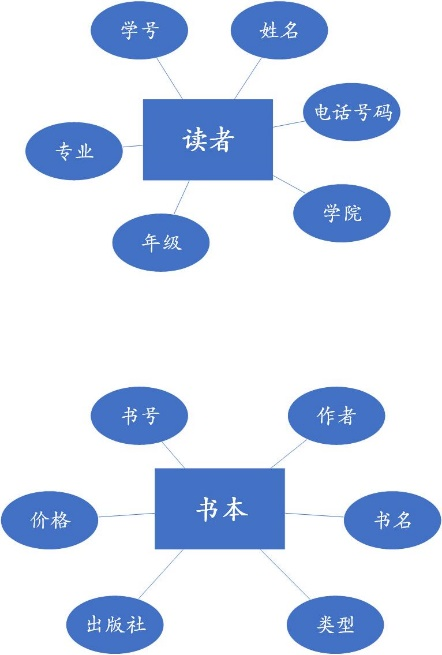 学号
姓名
电话号码
读者
专业
学院
年级
书号
作者
价格
书本
书名
出版社
类型